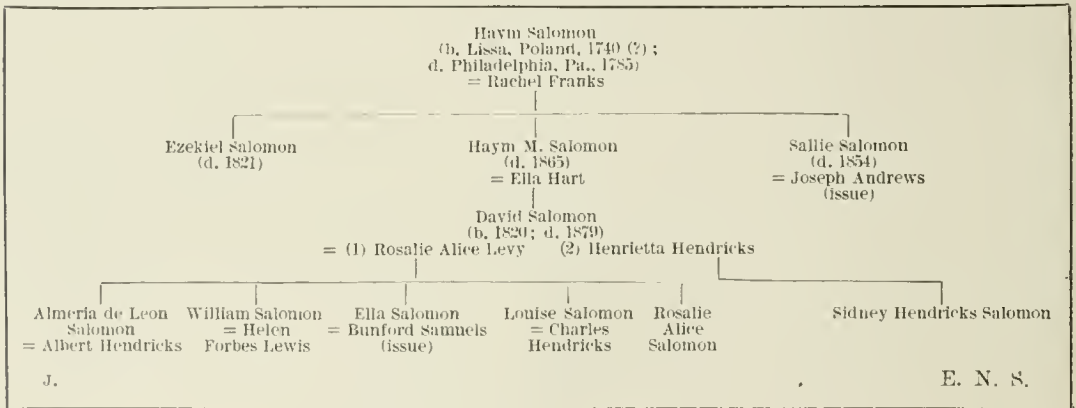 Haym Salomon
(b. Lissa, Poland, 1740 (?);
d. Philadelphia, Pa., 1785)
= Rachel Franks
Ezekiel Salomon
(d. 1821)
Haym M. Salomon
(d. 1865)
= Ella Hart
Sallie Salomon
(d. 1854)
= Joseph Andrews
(issue)
David Salomon
(b. 1820; d. 1879)
= (1) Rosalie Alice Levy (2) Henrietta Hendricks
Almeria de Leon
Salomon
= Albert Hendricks
William Salomon
= Helen
Forbes Lewis
Ella Salomon
= Bunford Samuels
(issue)
Louise Salomon
= Charles
Hendricks
Rosalie
Alice
Salomon
Sidney Hendricks Salomon
J.
E. N. S.